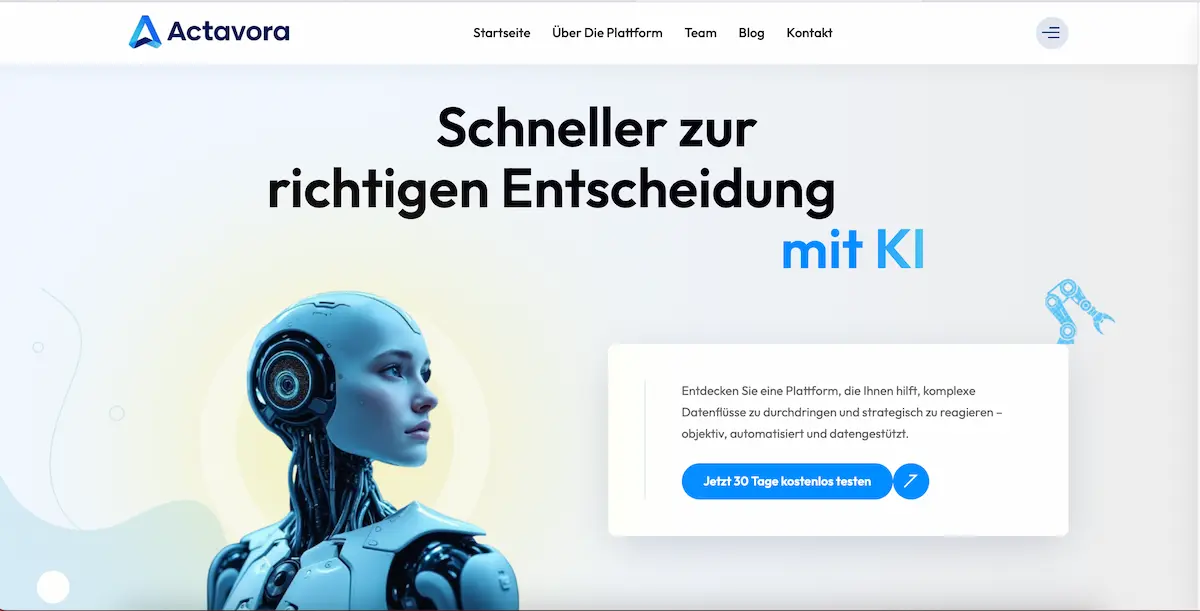 Actavora
Startseite Über Die Plattform Team Blog Kontakt
Schneller zur
richtigen Entscheidung
mit KI
Entdecken Sie eine Plattform, die Ihnen hilft, komplexe
Datenflüsse zu durchdringen und strategisch zu reagieren –
objektiv, automatisiert und datengestützt.
Jetzt 30 Tage kostenlos testen